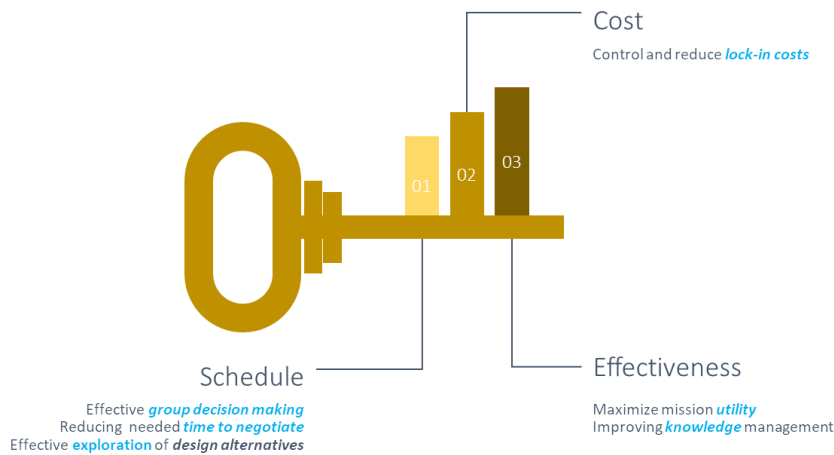 Cost
Control and reduce lock-in costs
01
02
03
Schedule
Effective group decision making
Reducing needed time to negotiate
Effective exploration of design alternatives
Effectiveness
Maximize mission utility
Improving knowledge management